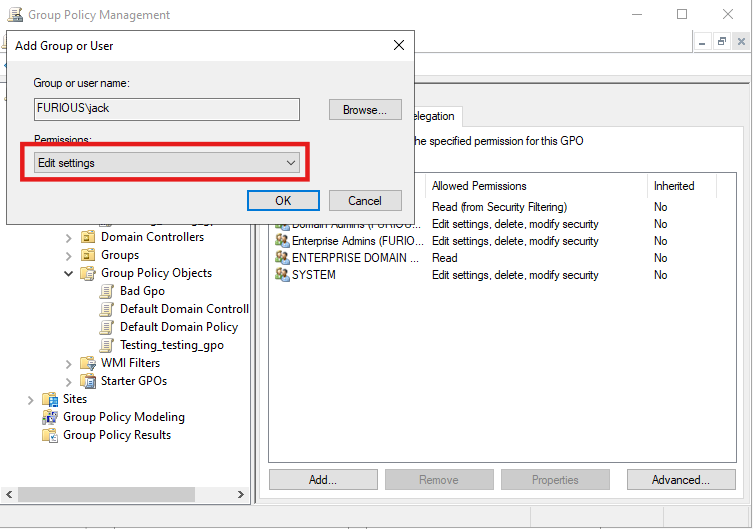 Group Policy Management
Add Group or User
Group or user name:
FURIOUS\jack
Browse...
Permissions:
Edit settings
OK
Cancel
elegation
the specified permission for this GPO
Allowed Permissions
Inherited
Read (from Security Filtering)
No
Domain Admins (FURIOUS...
Edit settings, delete, modify security
No
Enterprise Admins (FURIO...
Edit settings, delete, modify security
No
ENTERPRISE DOMAIN ...
Read
No
SYSTEM
Edit settings, delete, modify security
No
Domain Controllers
Groups
Group Policy Objects
Bad Gpo
Default Domain Controll
Default Domain Policy
Testing_testing_gpo
WMI Filters
Starter GPOs
Sites
Group Policy Modeling
Group Policy Results
Add...
Remove
Properties
Advanced...